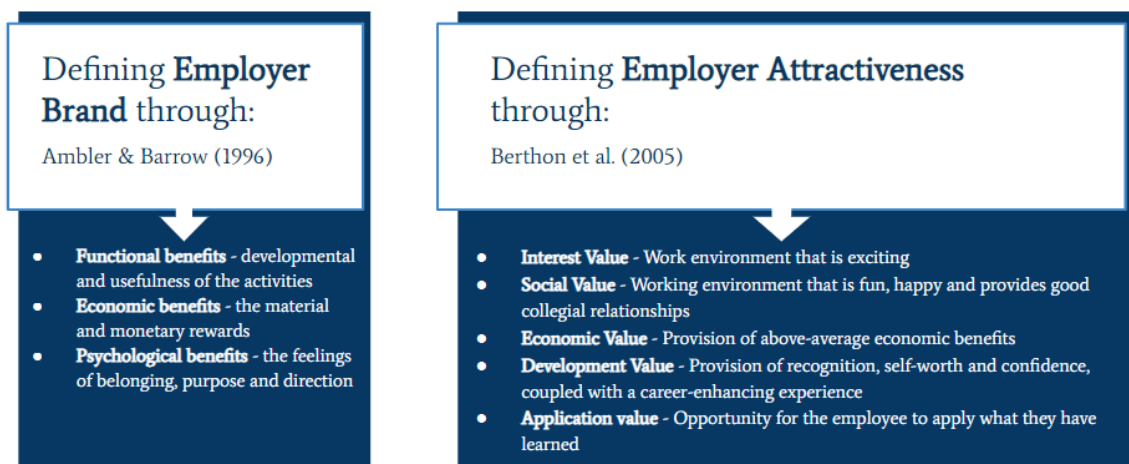 Defining Employer
Brand through:
Ambler & Barrow (1996)
● Functional benefits - developmental
and usefulness of the activities
● Economic benefits - the material
and monetary rewards
● Psychological benefits - the feelings
of belonging, purpose and direction
Defining Employer Attractiveness
through:
Berthon et al. (2005)
● Interest Value - Work environment that is exciting
● Social Value - Working environment that is fun, happy and provides good
collegial relationships
● Economic Value - Provision of above-average economic benefits
● Development Value - Provision of recognition, self-worth and confidence,
coupled with a career-enhancing experience
● Application value - Opportunity for the employee to apply what they have
learned